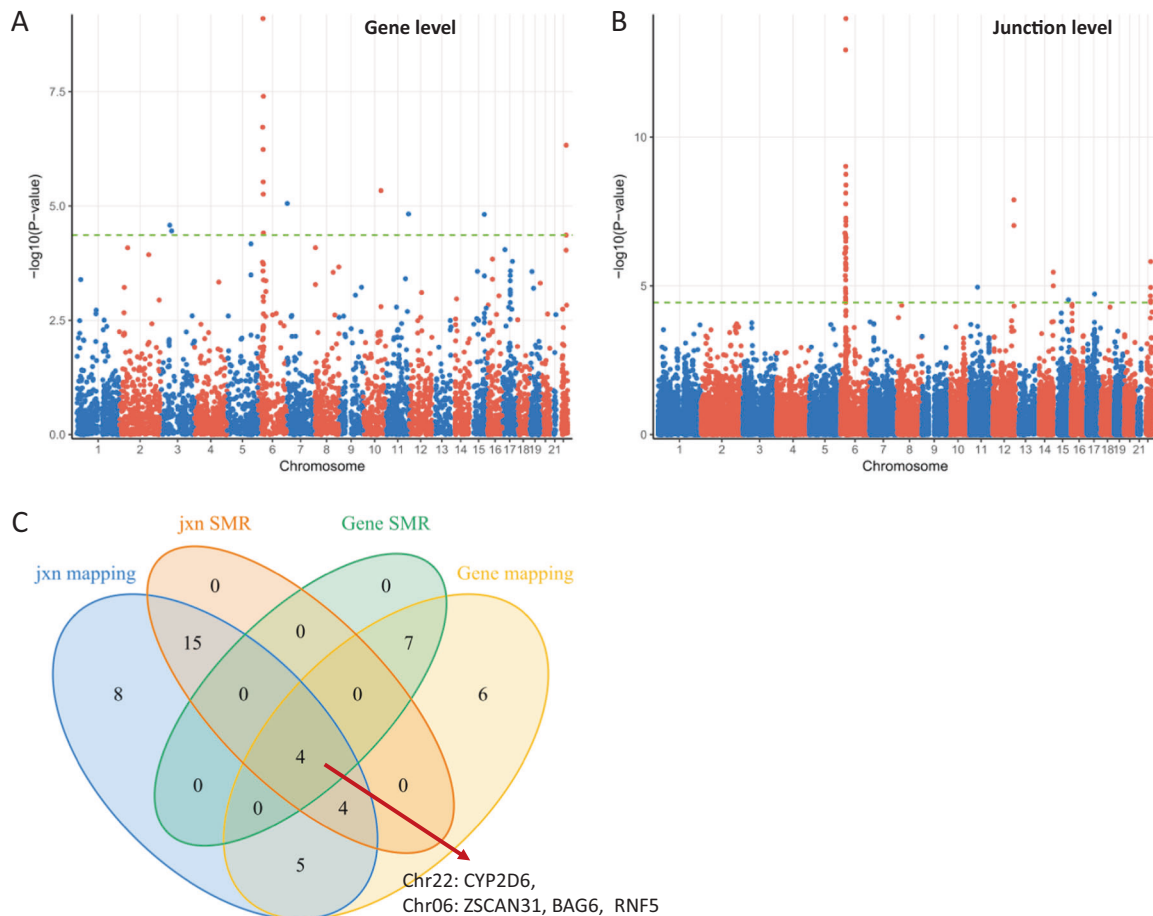 A
Gene level
−log10(P−value)
7.5
5.0
2.5
0.0
1 2 3 4 5 6 7 8 9 10 11 12 13 14 15 16 17 18 19 21
Chromosome
B
Junction level
−log10(P−value)
10
5
0
1 2 3 4 5 6 7 8 9 10 11 12 13 14 15 16 17 18 19 21
Chromosome
C
jxn SMR
Gene SMR
jxn mapping
Gene mapping
0
0
15
0
7
8
0
0
6
4
0
0
0
4
5
Chr22: CYP2D6,
Chr06: ZSCAN31, BAG6, RNF5